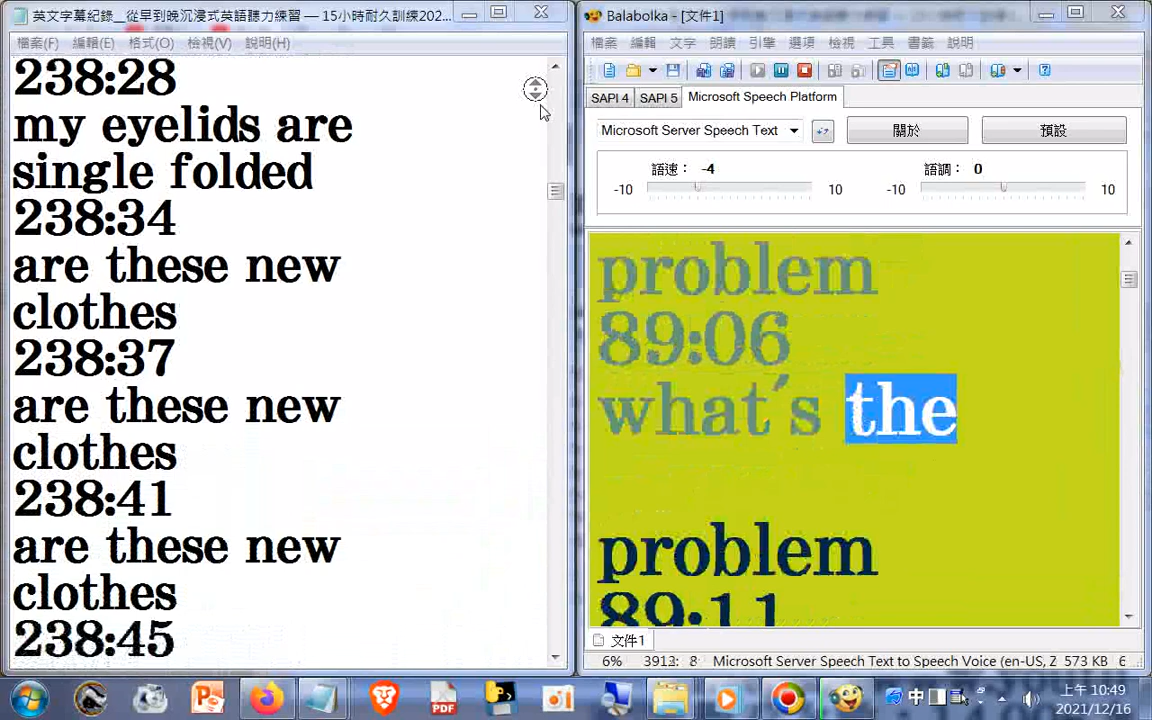 英文字幕紀錄__從早到晚沉浸式英語聽力練習 — 15小時耐久訓練202...
檔案(F) 編輯(E) 格式(O) 檢視(V) 說明(H)
238:28
my eyelids are
single folded
238:34
are these new
clothes
238:37
are these new
clothes
238:41
are these new
clothes
238:45
Balabolka - [文件1]
檔案 編輯 文字 朗讀 引擎 選項 檢視 工具 書籤 說明
SAPI 4 SAPI 5 Microsoft Speech Platform
Microsoft Server Speech Text 關於 預設
語速： -4 語調： 0
-10 10 -10 10
problem
89:06
what's the
problem
89:11
文件1
6% 3913: 8 Microsoft Server Speech Text to Speech Voice (en-US, Z 573 KB 6
PDF
中
上午 10:49
2021/12/16